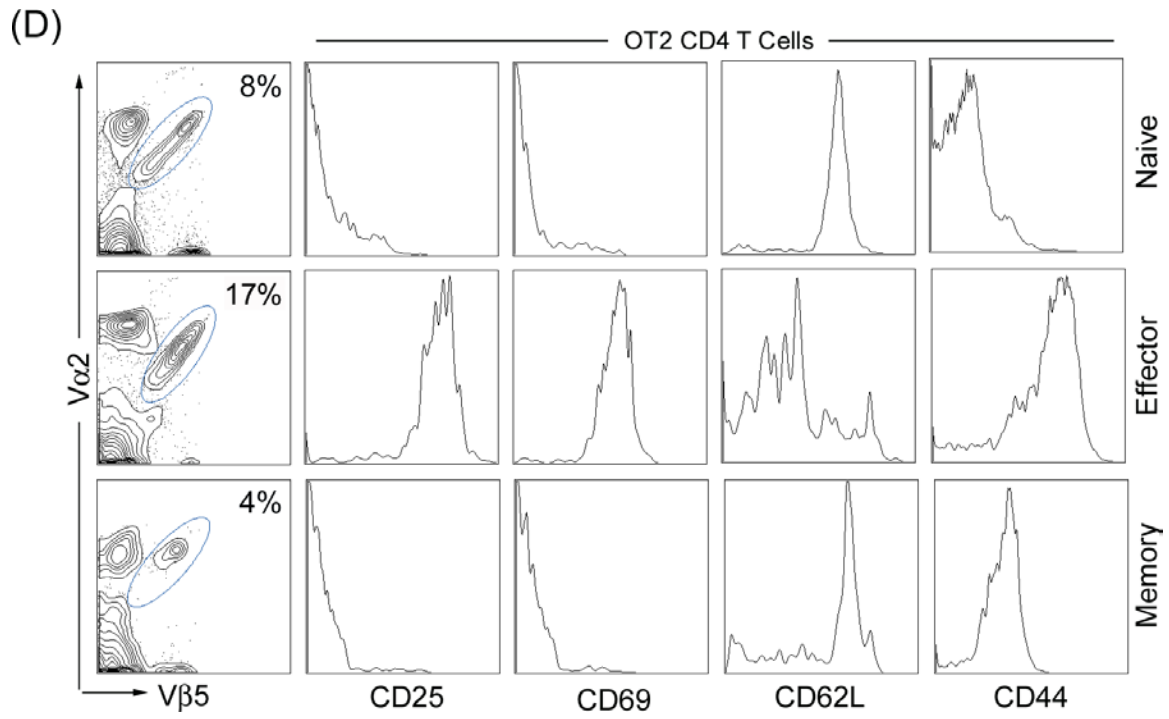 (D)
OT2 CD4 T Cells
8%
Naive
17%
Effector
4%
Memory
Vα2
Vβ5
CD25
CD69
CD62L
CD44